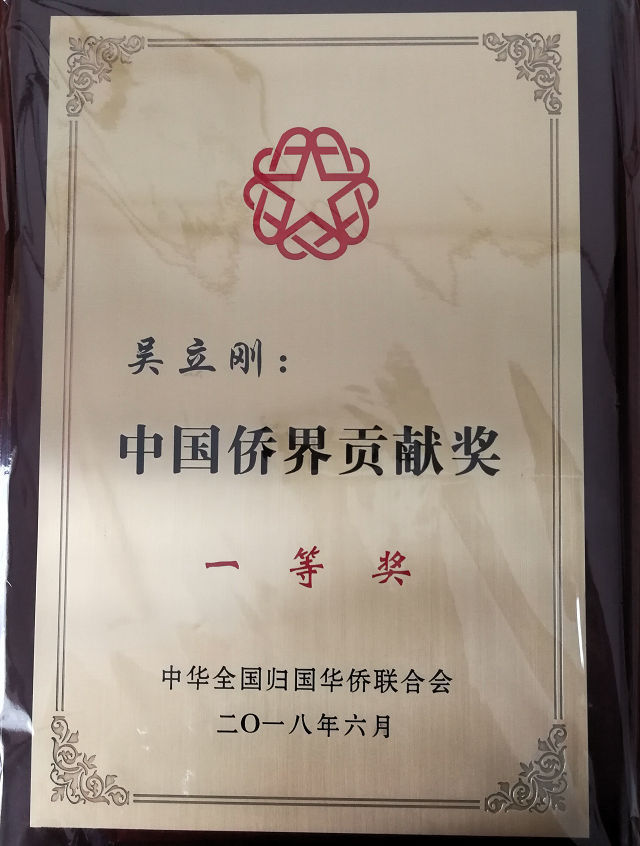 吴立刚：
中国侨界贡献奖
一等奖
中华全国归国华侨联合会
二〇一八年六月